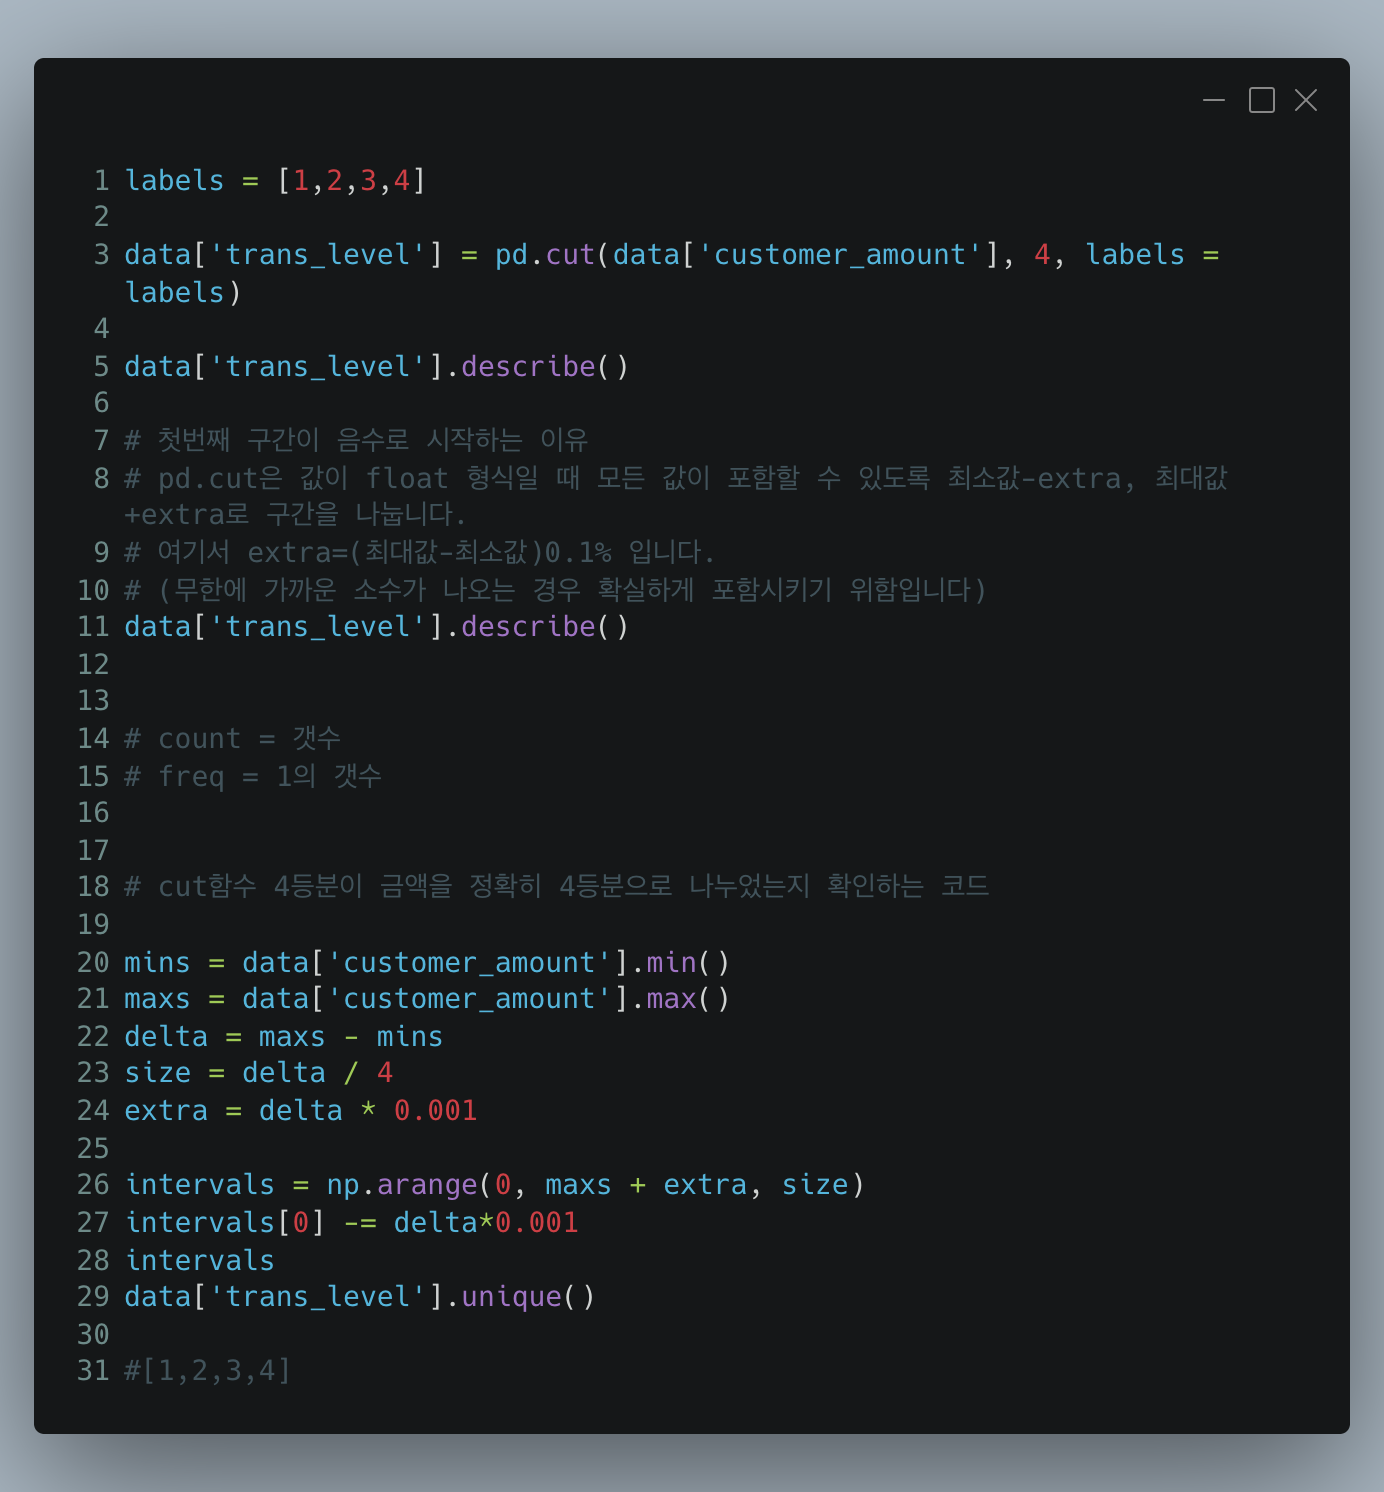 1 labels = [1,2,3,4]
2
3 data['trans_level'] = pd.cut(data['customer_amount'], 4, labels =
labels)
4
5 data['trans_level'].describe()
6
7 # 첫번째 구간이 음수로 시작하는 이유
8 # pd.cut은 값이 float 형식일 때 모든 값이 포함할 수 있도록 최소값-extra, 최대값
+extra로 구간을 나눕니다.
9 # 여기서 extra=(최대값-최소값)0.1% 입니다.
10 # (무한에 가까운 소수가 나오는 경우 확실하게 포함시키기 위함입니다)
11 data['trans_level'].describe()
12
13
14 # count = 갯수
15 # freq = 1의 갯수
16
17
18 # cut함수 4등분이 금액을 정확히 4등분으로 나누었는지 확인하는 코드
19
20 mins = data['customer_amount'].min()
21 maxs = data['customer_amount'].max()
22 delta = maxs - mins
23 size = delta / 4
24 extra = delta * 0.001
25
26 intervals = np.arange(0, maxs + extra, size)
27 intervals[0] -= delta*0.001
28 intervals
29 data['trans_level'].unique()
30
31 #[1,2,3,4]